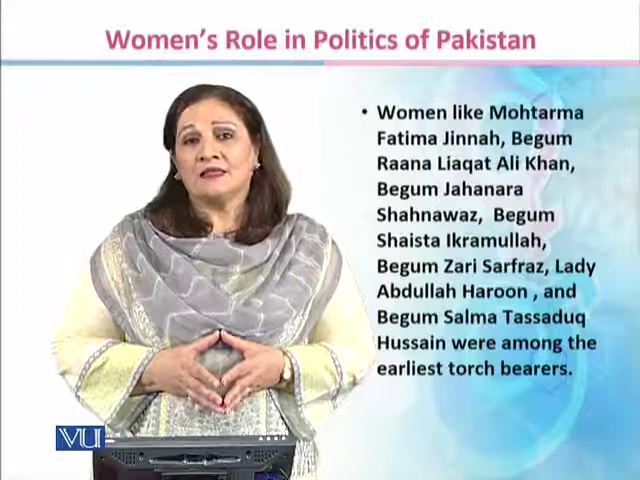 Women's Role in Politics of Pakistan
• Women like Mohtarma
Fatima Jinnah, Begum
Raana Liaqat Ali Khan,
Begum Jahanara
Shahnawaz, Begum
Shaista Ikramullah,
Begum Zari Sarfraz, Lady
Abdullah Haroon , and
Begum Salma Tassaduq
Hussain were among the
earliest torch bearers.
VU